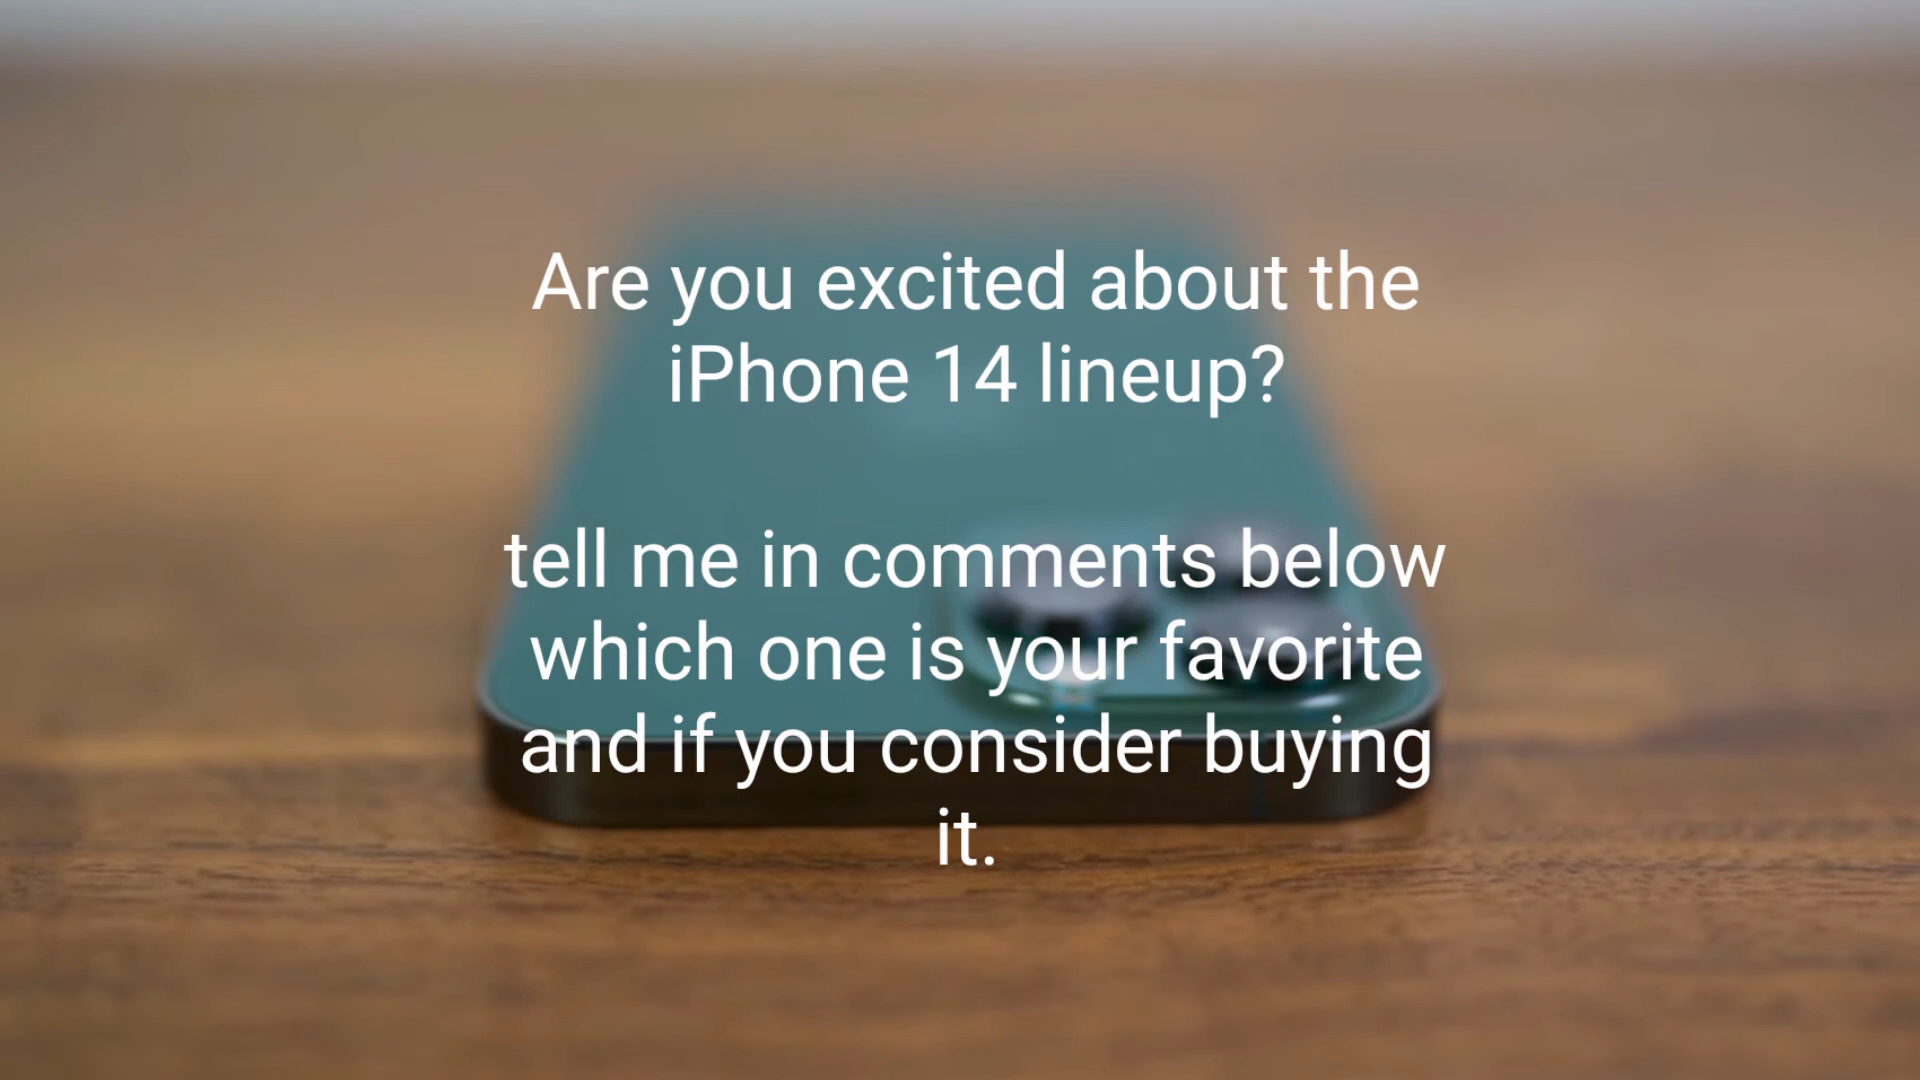 Are you excited about the
iPhone 14 lineup?
tell me in comments below
which one is your favorite
and if you consider buying
it.